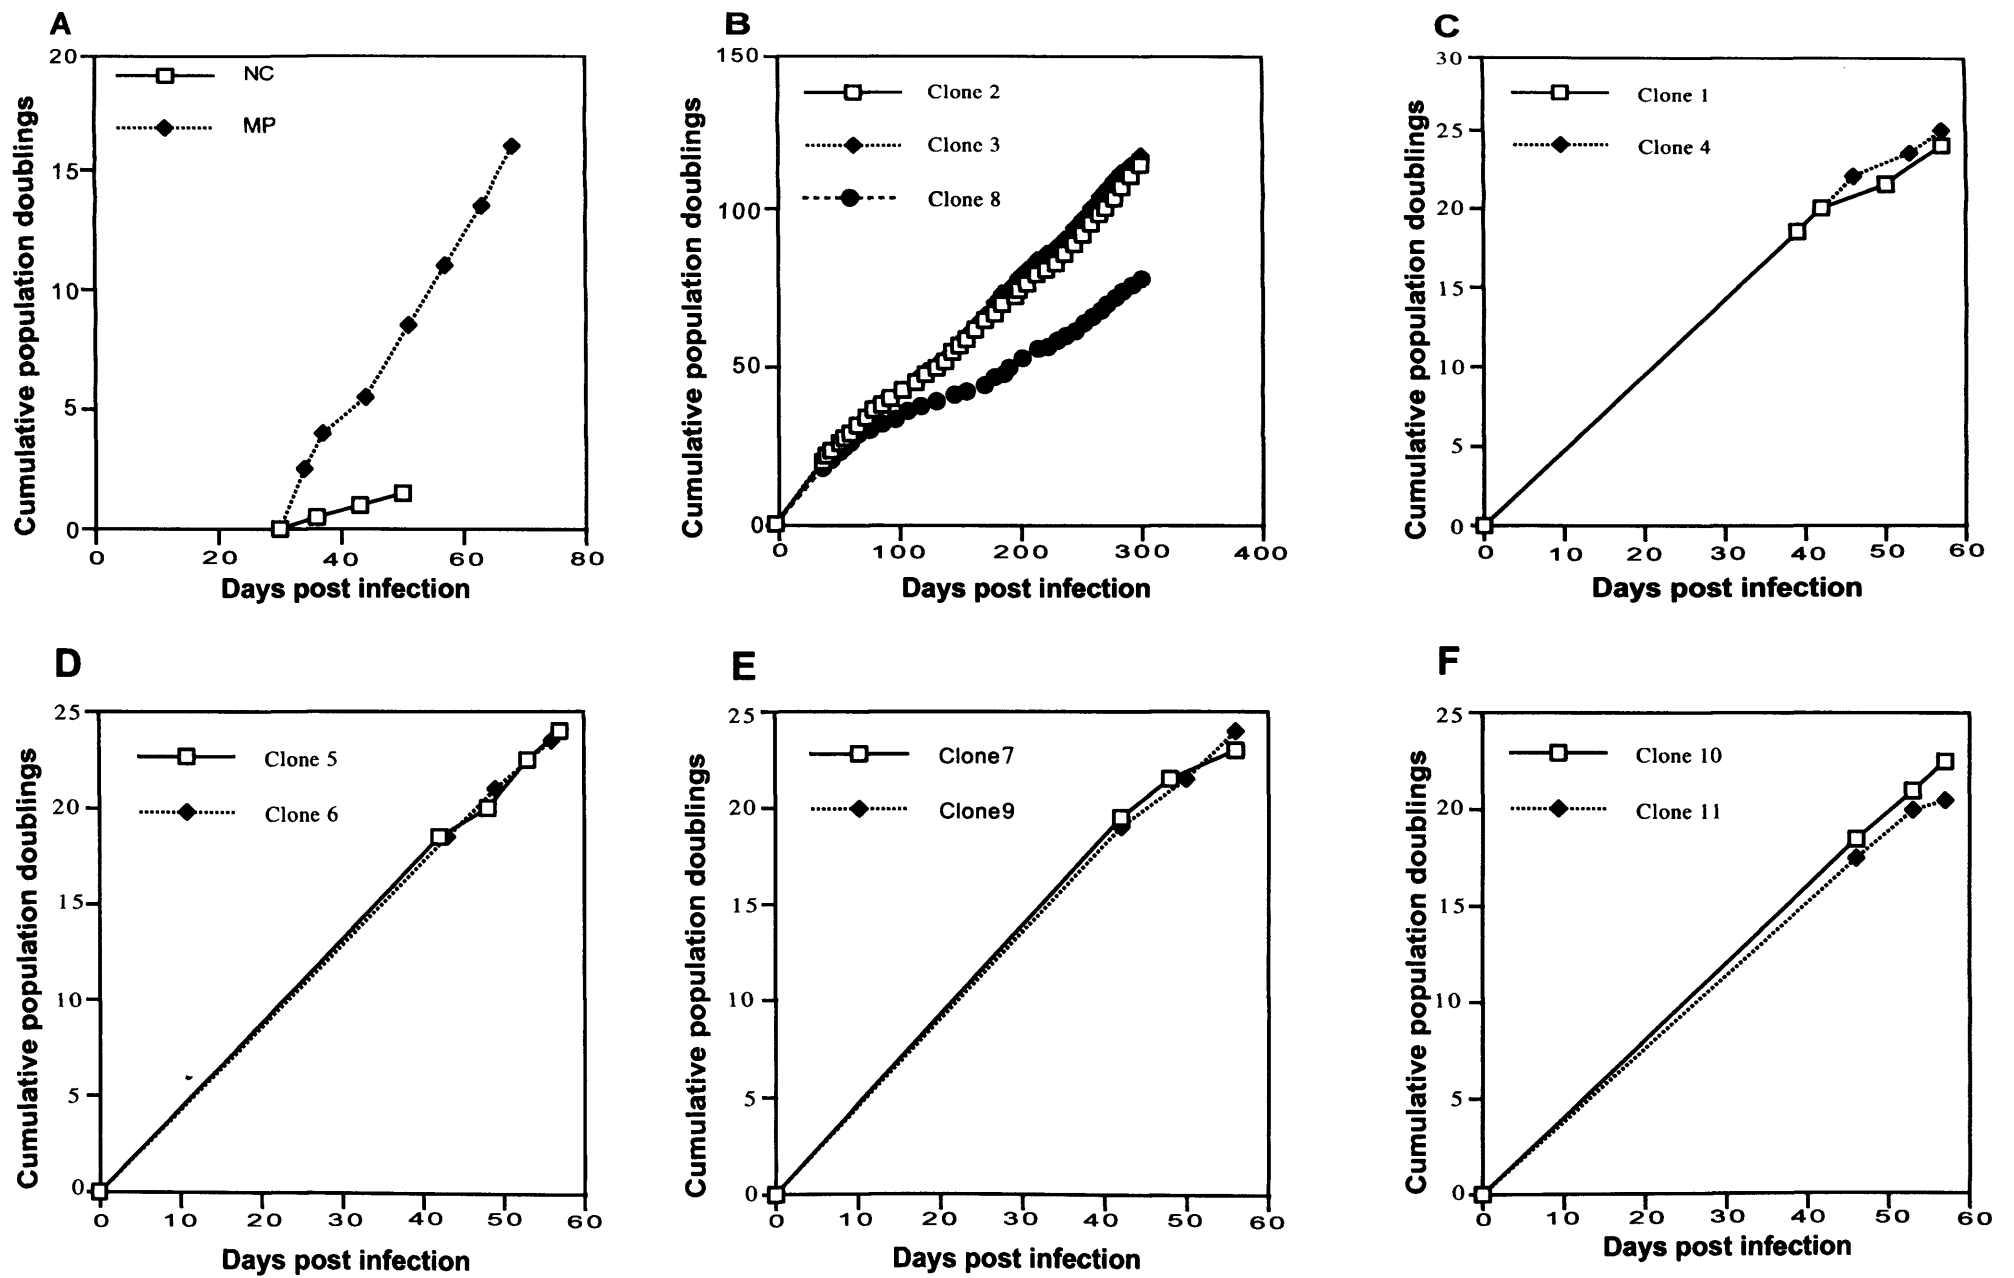 A
Cumulative population doublings
20
15
10
5
0
NC
MP
0 20 40 60 80
Days post infection
B
Cumulative population doublings
150
100
50
0
Clone 2
Clone 3
Clone 8
0 100 200 300 400
Days post infection
C
Cumulative population doublings
30
25
20
15
10
5
0
Clone 1
Clone 4
0 10 20 30 40 50 60
Days post infection
D
Cumulative population doublings
25
20
15
10
5
0
Clone 5
Clone 6
0 10 20 30 40 50 60
Days post infection
E
Cumulative population doublings
25
20
15
10
5
0
Clone7
Clone9
0 10 20 30 40 50 60
Days post infection
F
Cumulative population doublings
25
20
15
10
5
0
Clone 10
Clone 11
0 10 20 30 40 50 60
Days post infection